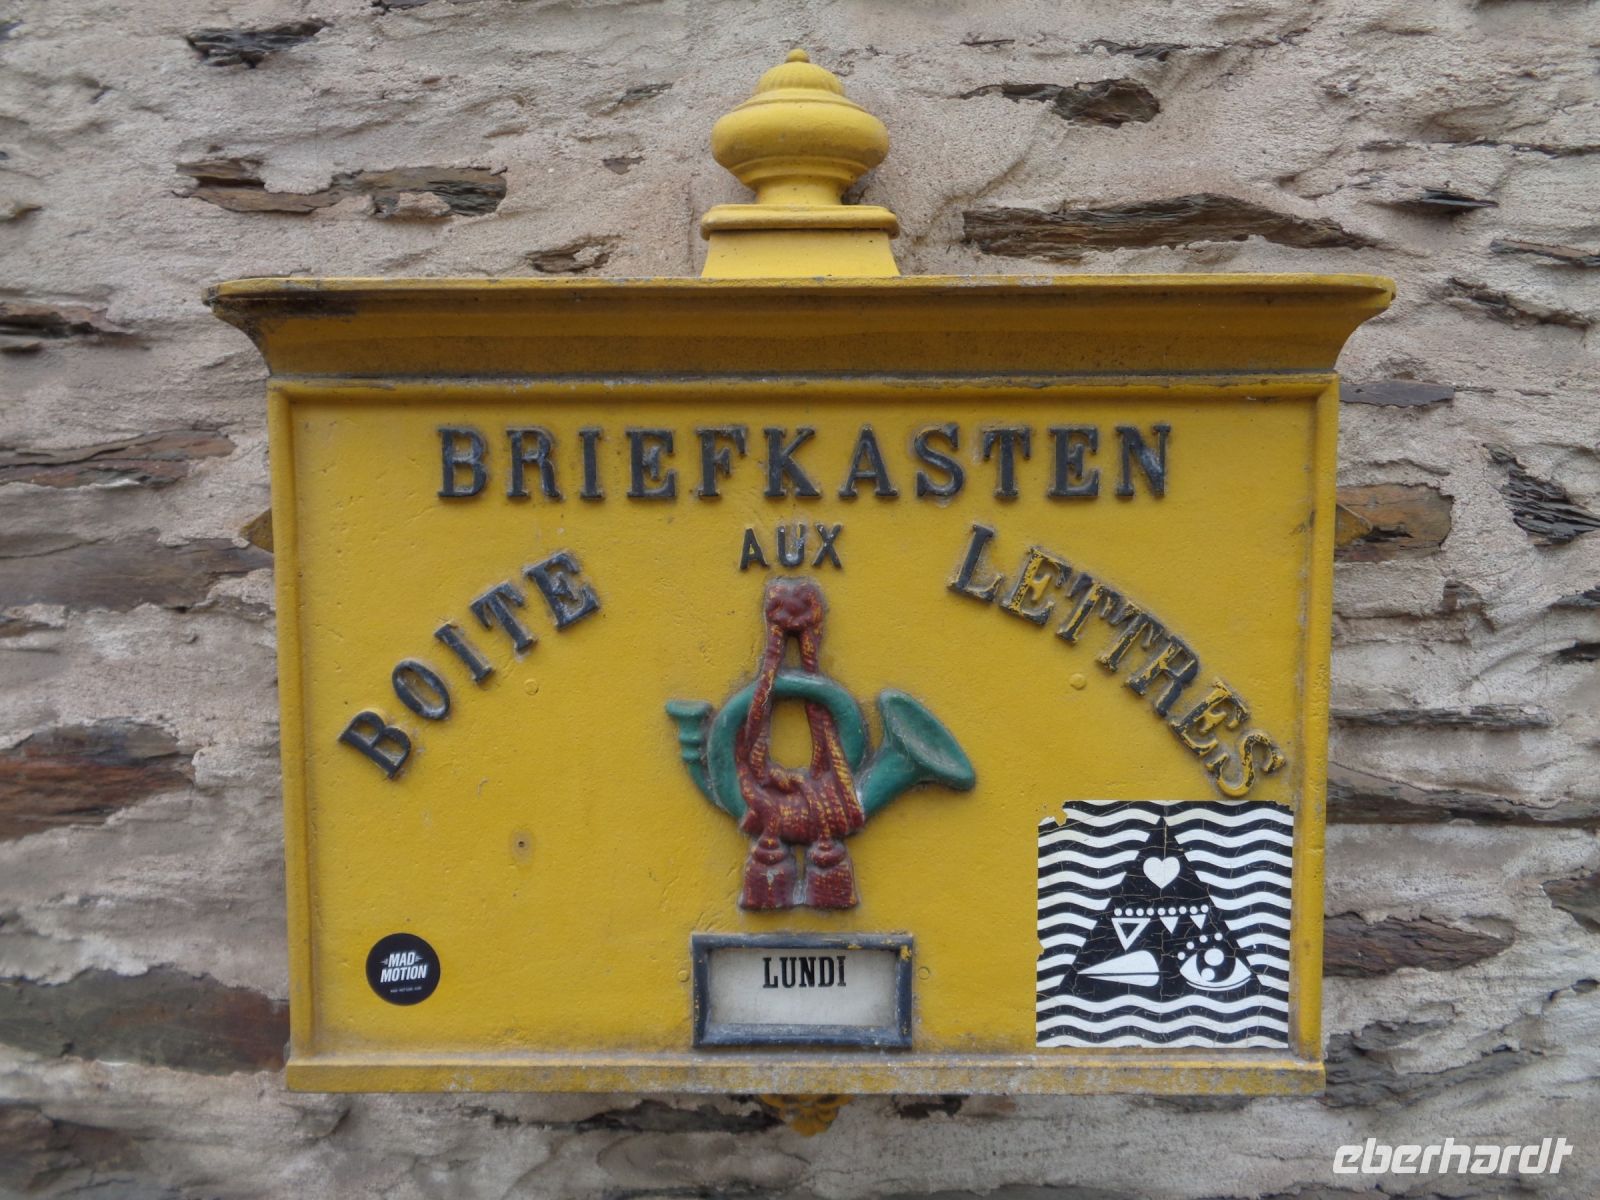 BRIEFKASTEN
BOITE AUX LETTRES
MAD
MOTION
LUNDI
eberhardt